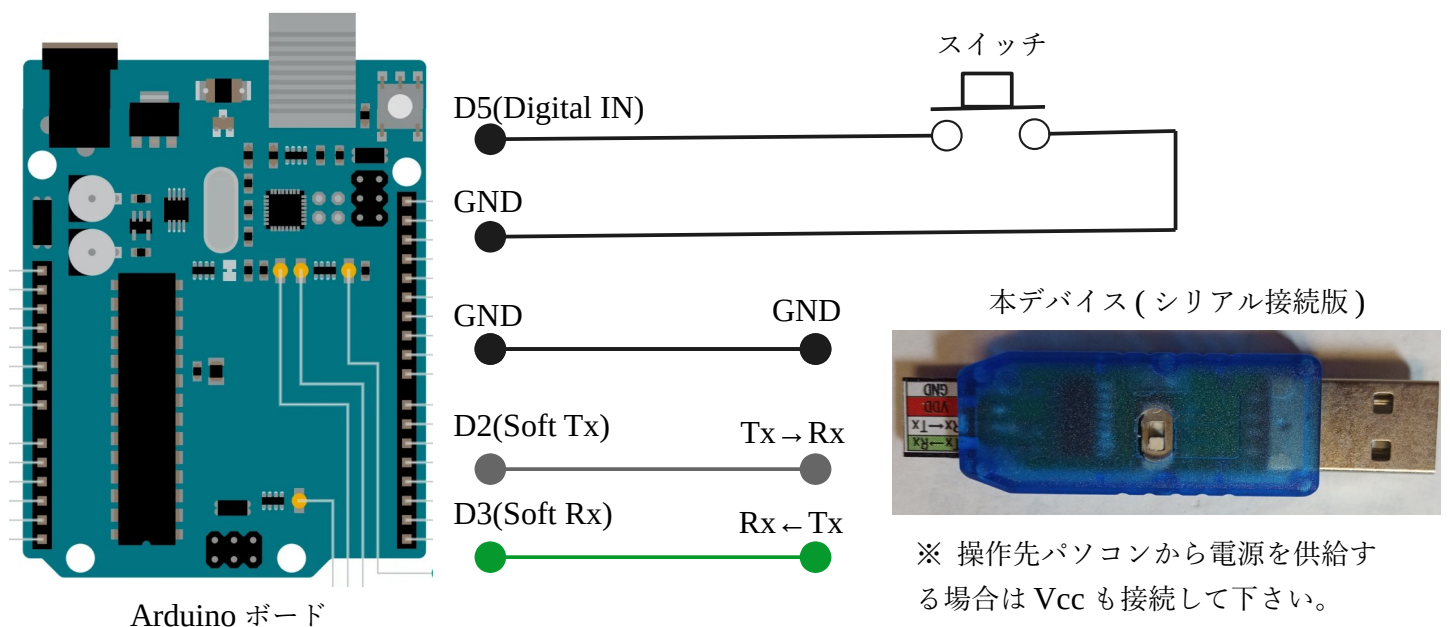 スイッチ
D5(Digital IN)
GND
本デバイス ( シリアル接続版 )
GND
GND
GND
VDD
Rx←Tx
Tx→Rx
D2(Soft Tx)
Tx→Rx
D3(Soft Rx)
Rx←Tx
※ 操作先パソコンから電源を供給す
る場合は Vcc も接続して下さい。
Arduino ボード